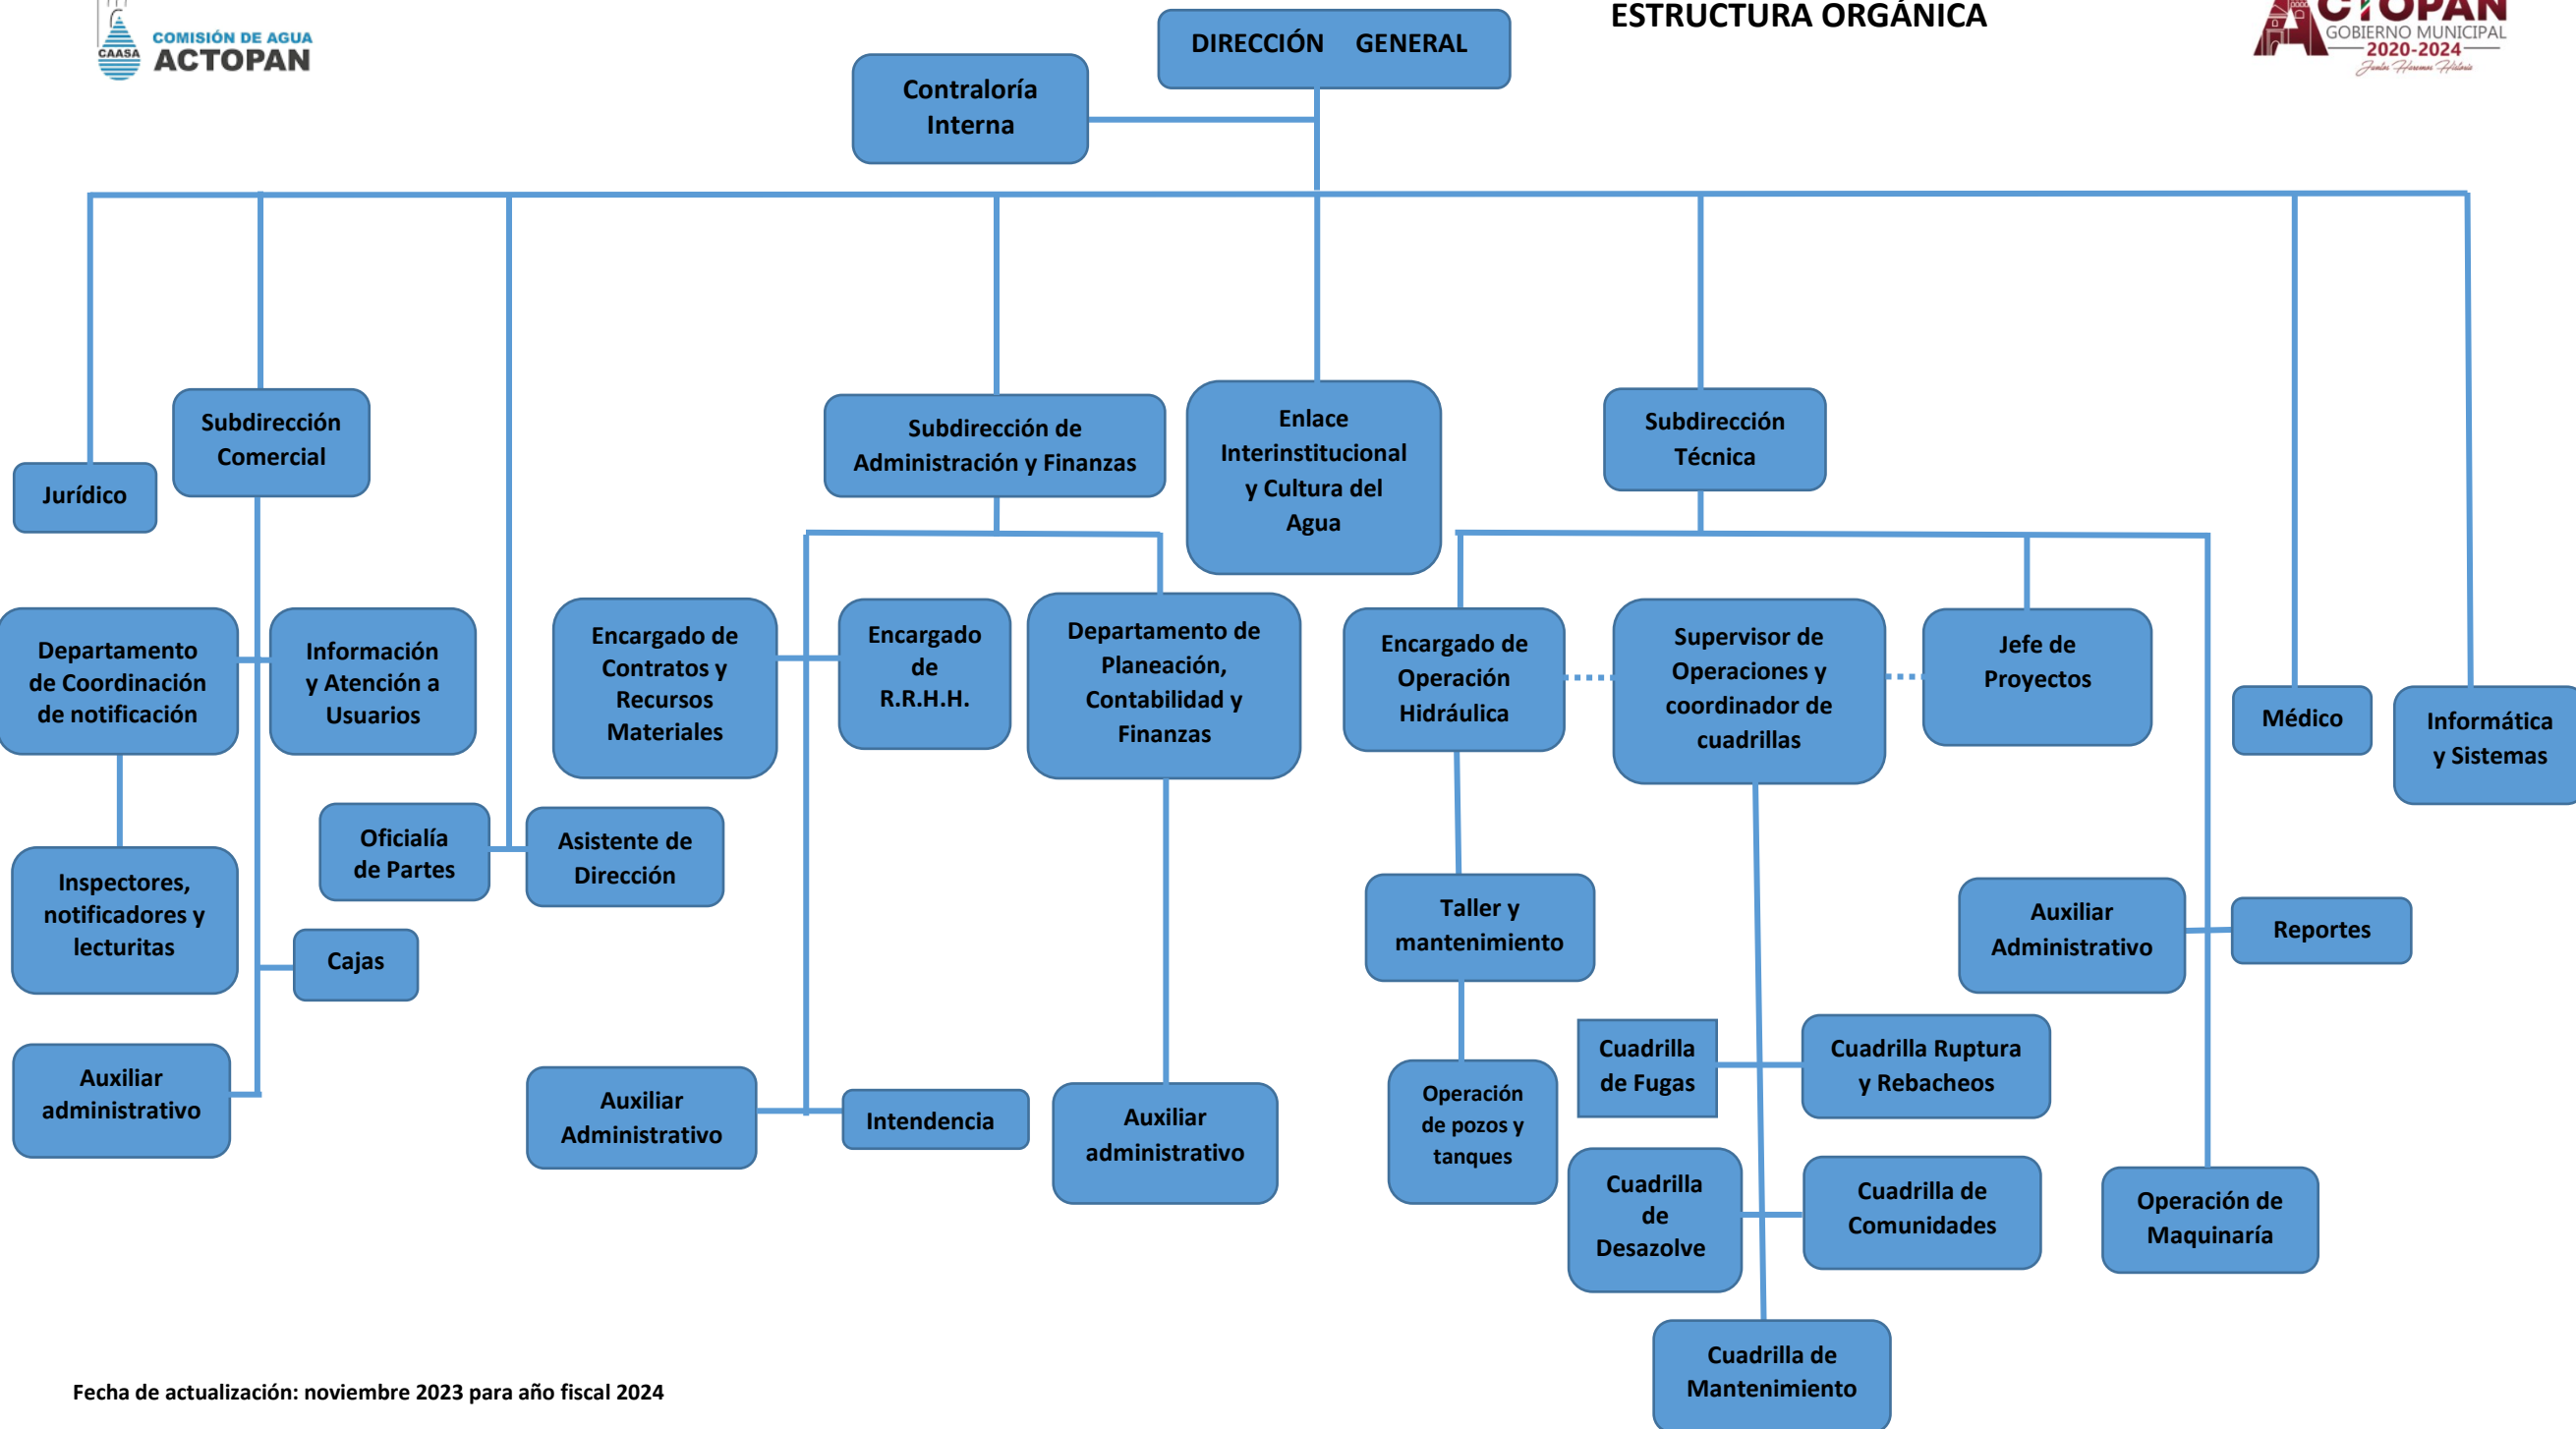 CAASA
COMISIÓN DE AGUA
ACTOPAN
DIRECCIÓN GENERAL
ESTRUCTURA ORGÁNICA
ACTOPAN
GOBIERNO MUNICIPAL
2020-2024
Juntos Haremos Historia
Contraloría
Interna
Jurídico
Subdirección
Comercial
Subdirección de
Administración y Finanzas
Enlace
Interinstitucional
y Cultura del
Agua
Subdirección
Técnica
Departamento
de Coordinación
de notificación
Información
y Atención a
Usuarios
Encargado de
Contratos y
Recursos
Materiales
Encargado
de
R.R.H.H.
Departamento de
Planeación,
Contabilidad y
Finanzas
Encargado de
Operación
Hidráulica
Supervisor de
Operaciones y
coordinador de
cuadrillas
Jefe de
Proyectos
Médico
Informática
y Sistemas
Oficialía
de Partes
Asistente de
Dirección
Inspectores,
notificadores y
lecturitas
Cajas
Taller y
mantenimiento
Auxiliar
Administrativo
Reportes
Auxiliar
administrativo
Auxiliar
Administrativo
Intendencia
Auxiliar
administrativo
Operación
de pozos y
tanques
Cuadrilla
de Fugas
Cuadrilla Ruptura
y Rebacheos
Cuadrilla
de
Desazolve
Cuadrilla de
Comunidades
Operación de
Maquinaría
Cuadrilla de
Mantenimiento
Fecha de actualización: noviembre 2023 para año fiscal 2024